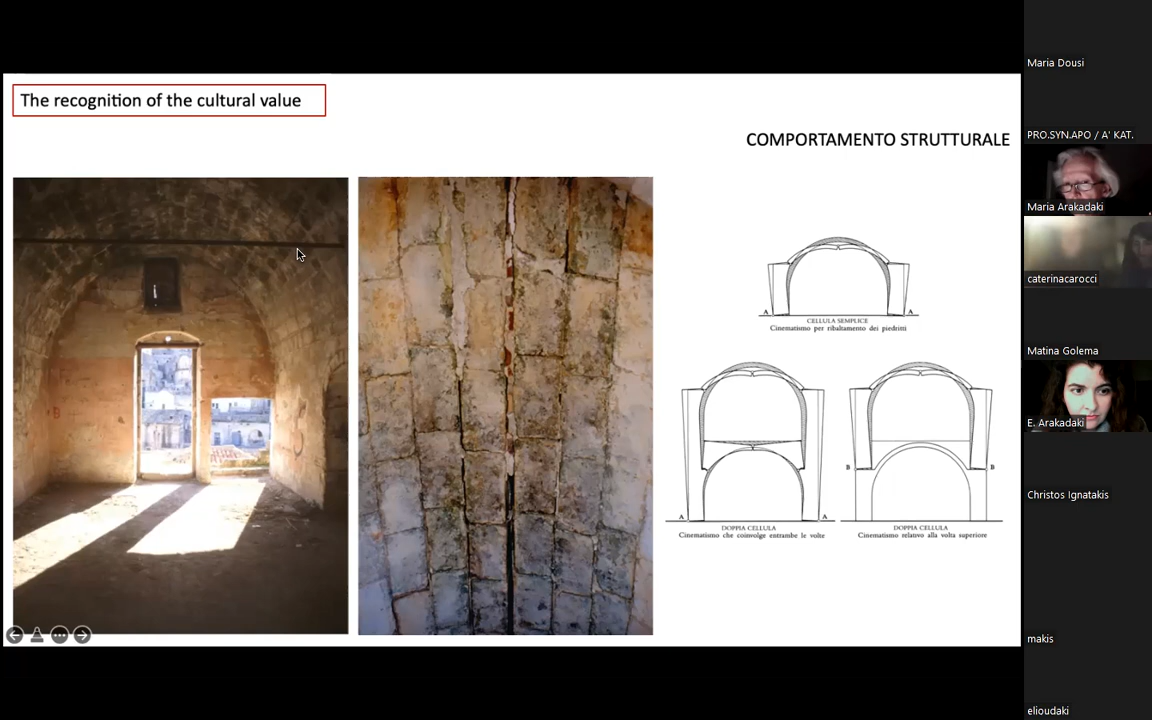 The recognition of the cultural value
COMPORTAMENTO STRUTTURALE
A
A
CELLULA SEMPLICE
Cinematismo per ribaltamento dei piedritti
A
A
DOPPIA CELLULA
Cinematismo che coinvolge entrambe le volte
B
B
DOPPIA CELLULA
Cinematismo relativo alla volta superiore
Maria Dousi
PRO.SYN.APO / A' KAT.
Maria Arakadaki
caterinacarocci
Matina Golema
E. Arakadaki
Christos Ignatakis
makis
elioudaki